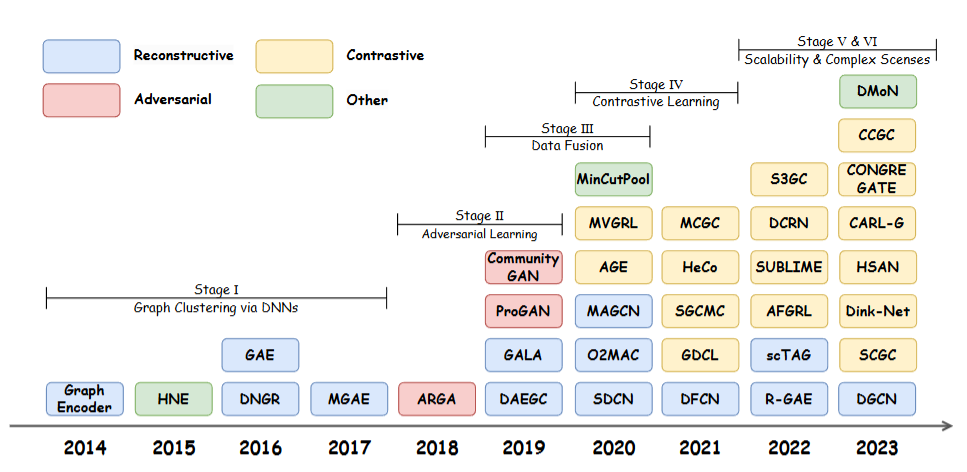 Reconstructive
Contrastive
Adversarial
Other
Stage V & VI
Scalability & Complex Scenses
Stage IV
Contrastive Learning
Stage III
Data Fusion
Stage II
Adversarial Learning
Stage I
Graph Clustering via DNNs
DMoN
CCGC
MinCutPool
S3GC
CONGRE
GATE
MVGRL
MCGC
DCRN
CARL-G
Community
GAN
AGE
HeCo
SUBLIME
HSAN
ProGAN
MAGCN
SGCMC
AFGRL
Dink-Net
GAE
GALA
O2MAC
GDCL
scTAG
SCGC
Graph
Encoder
HNE
DNGR
MGAE
ARGA
DAEGC
SDCN
DFCN
R-GAE
DGCN
2014
2015
2016
2017
2018
2019
2020
2021
2022
2023